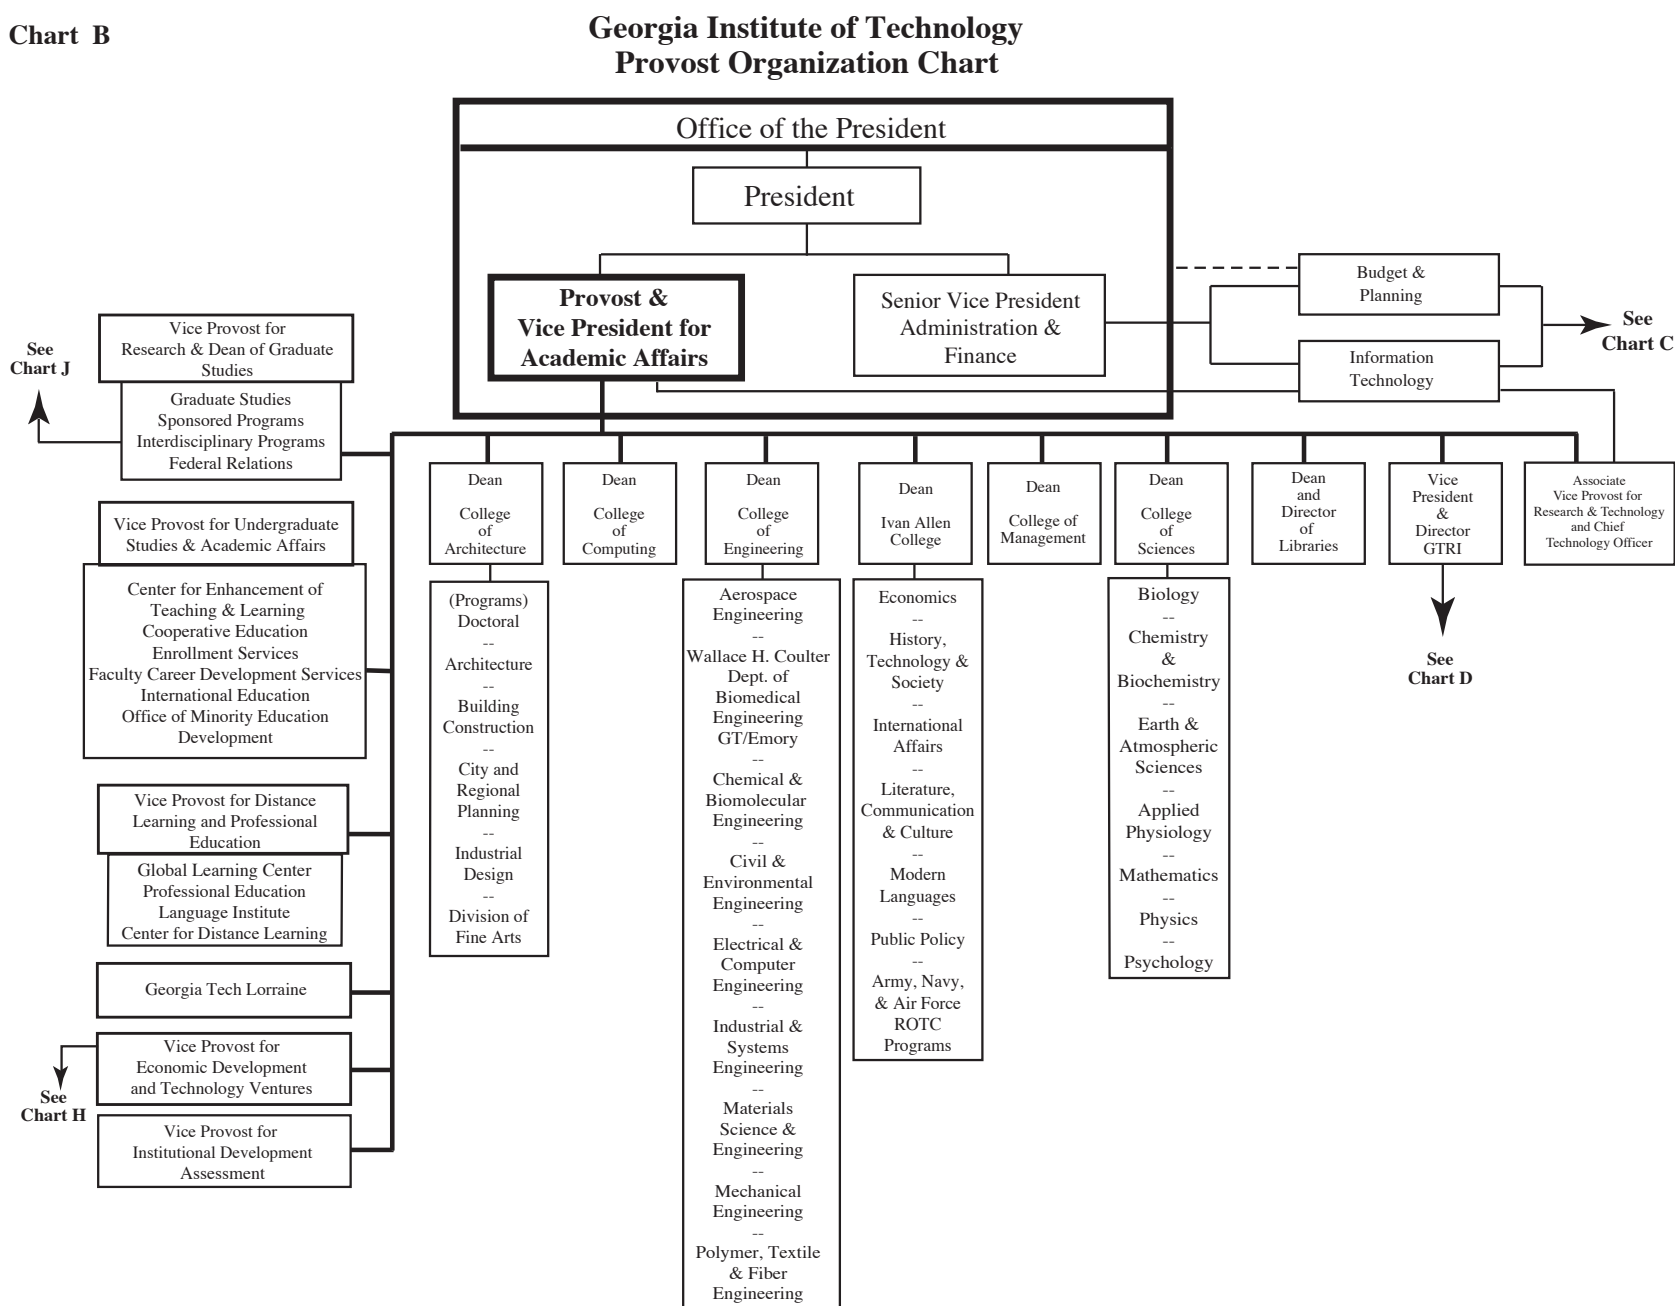 Chart B
Georgia Institute of Technology
Provost Organization Chart
Office of the President
President
Provost &
Vice President for
Academic Affairs
Senior Vice President
Administration &
Finance
Budget &
Planning
Information
Technology
See
Chart C
See
Chart J
Vice Provost for
Research & Dean of Graduate
Studies
Graduate Studies
Sponsored Programs
Interdisciplinary Programs
Federal Relations
Vice Provost for Undergraduate
Studies & Academic Affairs
Center for Enhancement of
Teaching & Learning
Cooperative Education
Enrollment Services
Faculty Career Development Services
International Education
Office of Minority Education
Development
Vice Provost for Distance
Learning and Professional
Education
Global Learning Center
Professional Education
Language Institute
Center for Distance Learning
Georgia Tech Lorraine
Vice Provost for
Economic Development
and Technology Ventures
See
Chart H
Vice Provost for
Institutional Development
Assessment
Dean
College
of
Architecture
(Programs)
Doctoral
--
Architecture
--
Building
Construction
--
City and
Regional
Planning
--
Industrial
Design
--
Division of
Fine Arts
Dean
College
of
Computing
Dean
College
of
Engineering
Aerospace
Engineering
--
Wallace H. Coulter
Dept. of
Biomedical
Engineering
GT/Emory
--
Chemical &
Biomolecular
Engineering
--
Civil &
Environmental
Engineering
--
Electrical &
Computer
Engineering
--
Industrial &
Systems
Engineering
--
Materials
Science &
Engineering
--
Mechanical
Engineering
--
Polymer, Textile
& Fiber
Engineering
Dean
Ivan Allen
College
Economics
--
History,
Technology &
Society
--
International
Affairs
--
Literature,
Communication
& Culture
--
Modern
Languages
--
Public Policy
--
Army, Navy,
& Air Force
ROTC
Programs
Dean
College of
Management
Dean
College
of
Sciences
Biology
--
Chemistry
&
Biochemistry
--
Earth &
Atmospheric
Sciences
--
Applied
Physiology
--
Mathematics
--
Physics
--
Psychology
Dean
and
Director
of
Libraries
Vice
President
&
Director
GTRI
See
Chart D
Associate
Vice Provost for
Research & Technology
and Chief
Technology Officer